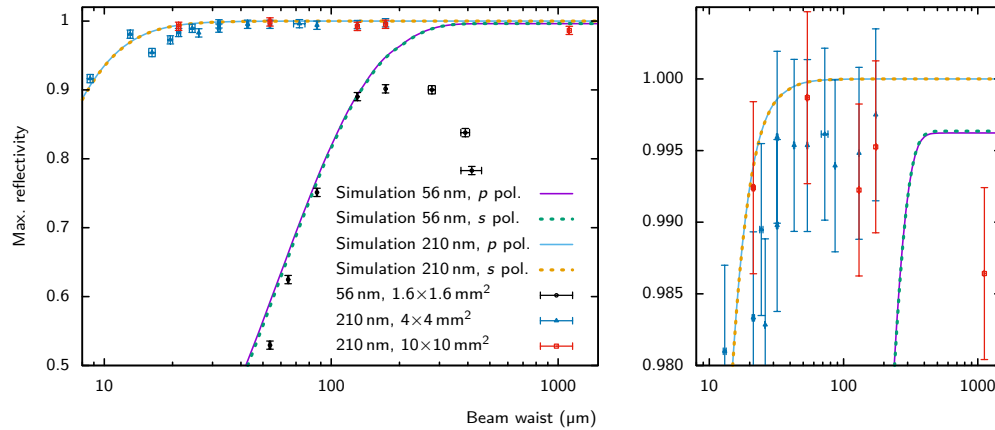 Max. reflectivity
1
0.9
0.8
0.7
0.6
0.5
10
100
1000
Simulation 56 nm, p pol.
Simulation 56 nm, s pol.
Simulation 210 nm, p pol.
Simulation 210 nm, s pol.
56 nm, 1.6×1.6 mm²
210 nm, 4×4 mm²
210 nm, 10×10 mm²
1.000
0.995
0.990
0.985
0.980
10
100
1000
Beam waist (µm)